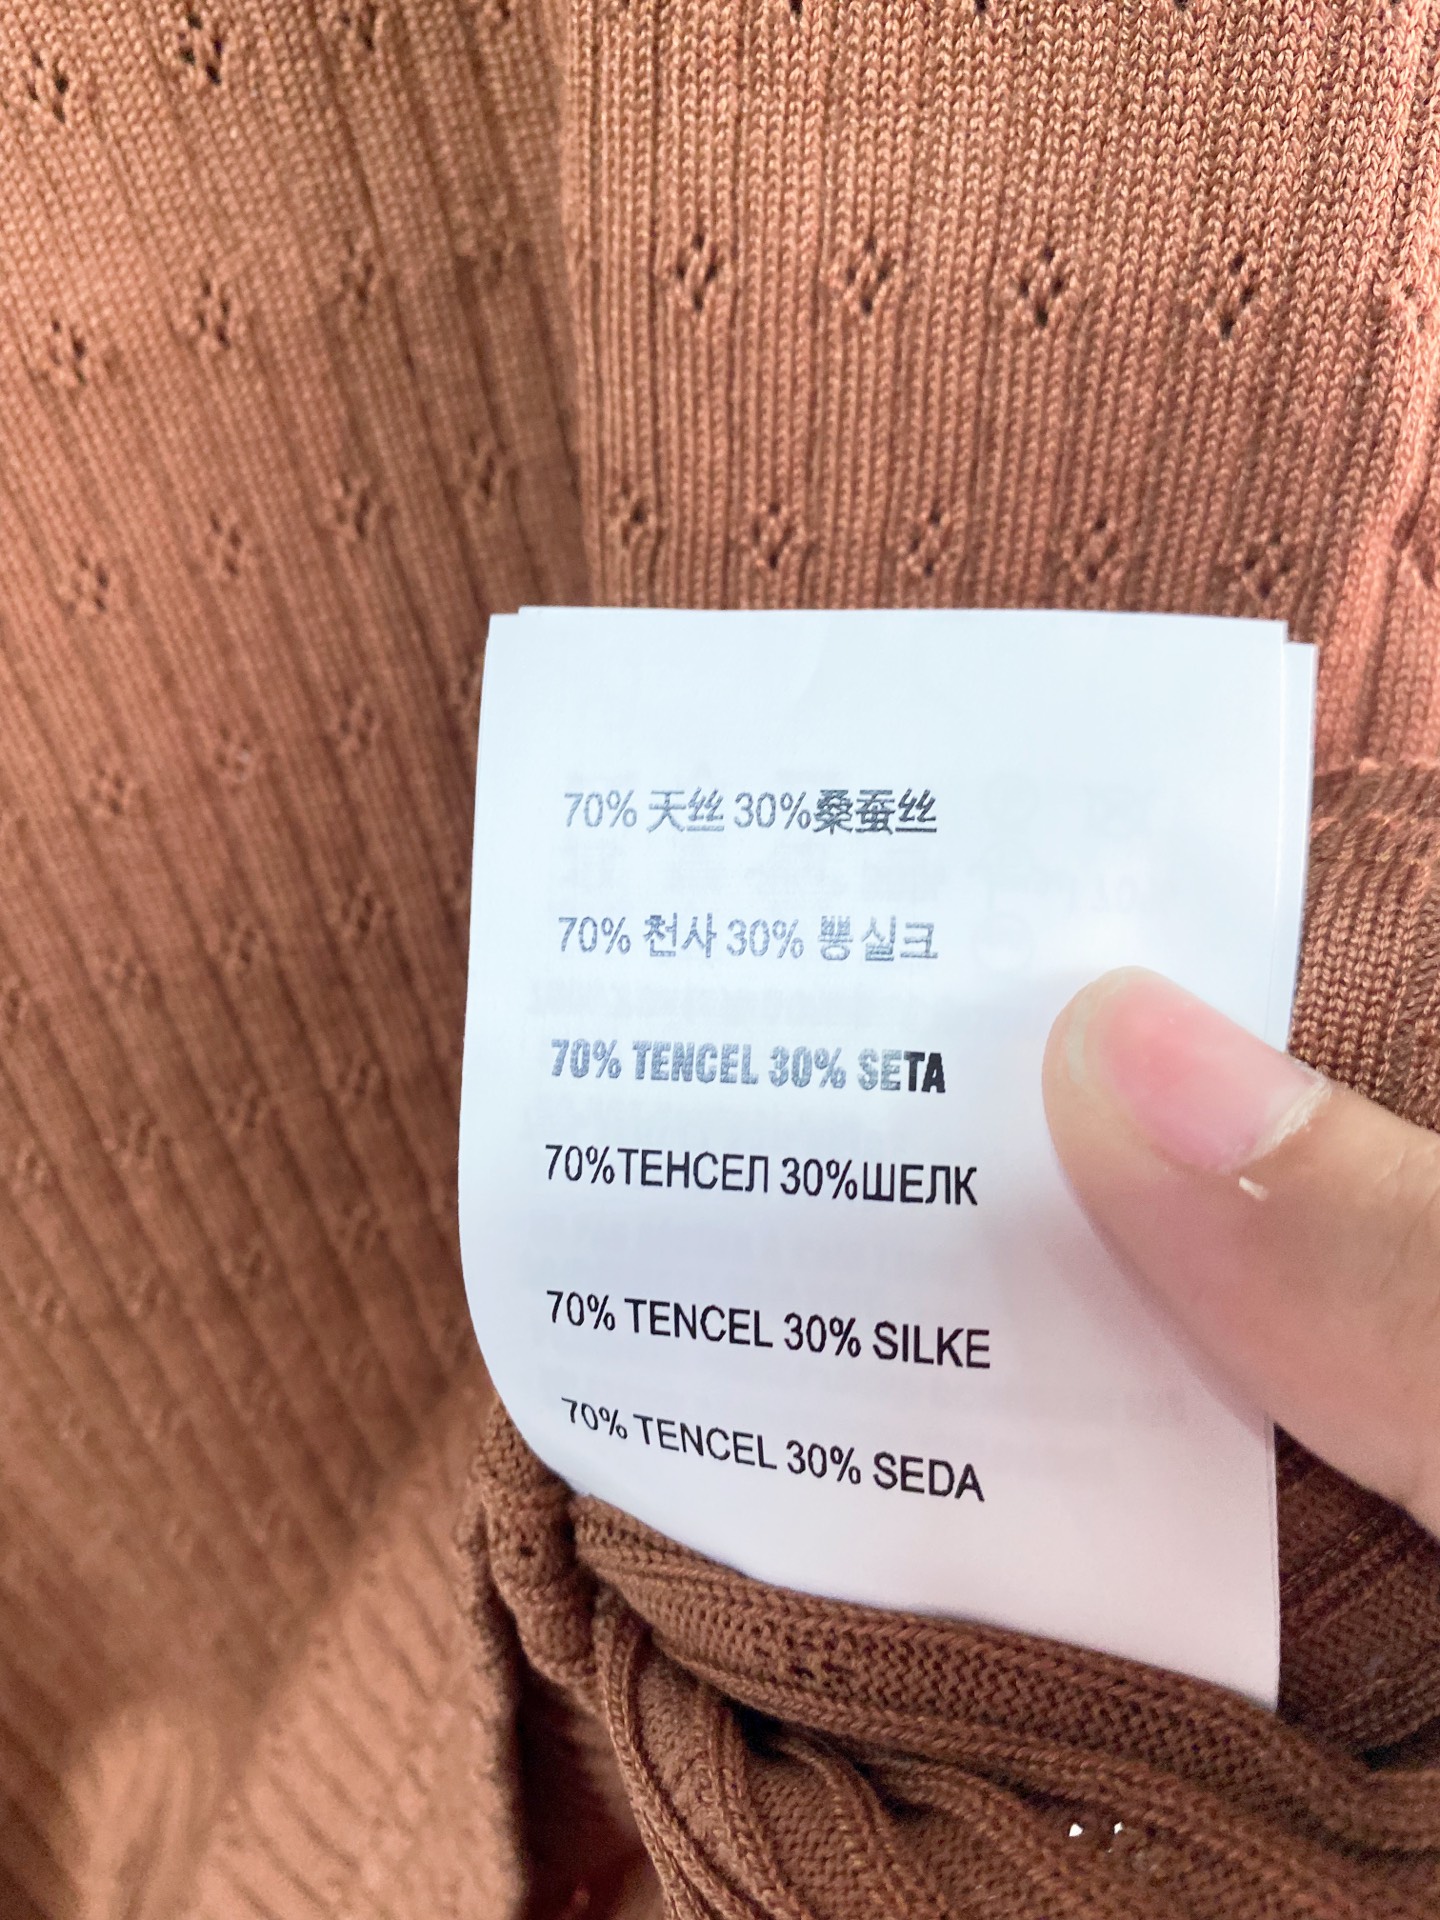 70% 天丝 30%桑蚕丝
70% 천사 30% 뽕 실크
70% TENCEL 30% SETA
70%ТЕНСЕЛ 30%ШЕЛК
70% TENCEL 30% SILKE
70% TENCEL 30% SEDA